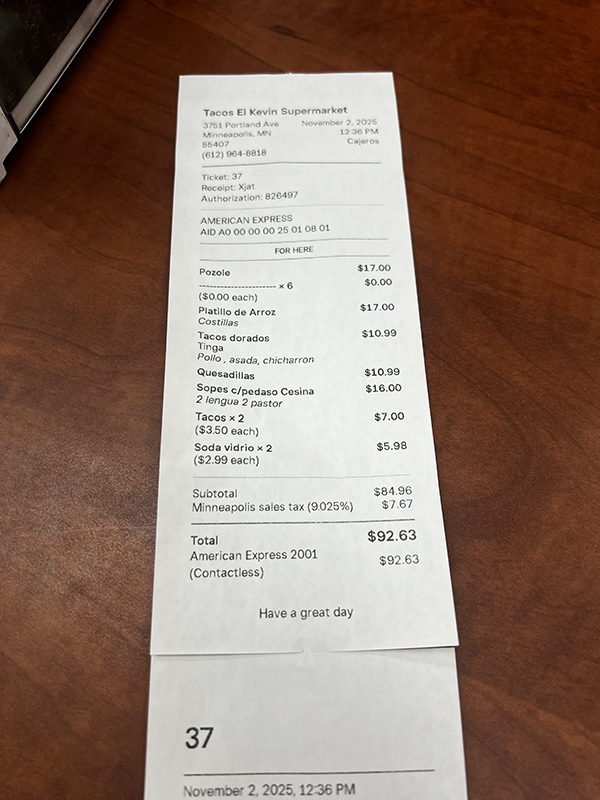 Tacos El Kevin Supermarket
3751 Portland Ave November 2, 2025
Minneapolis, MN 12:36 PM
55407 Cajeros
(612) 964-8818
Ticket: 37
Receipt: Xjat
Authorization: 826497
AMERICAN EXPRESS
AID A0 00 00 00 25 01 08 01
FOR HERE
Pozole $17.00
---------------------- × 6 $0.00
($0.00 each)
Platillo de Arroz $17.00
Costillas
Tacos dorados $10.99
Tinga
Pollo , asada, chicharron
Quesadillas $10.99
Sopes c/pedaso Cesina $16.00
2 lengua 2 pastor
Tacos × 2 $7.00
($3.50 each)
Soda vidrio × 2 $5.98
($2.99 each)
Subtotal $84.96
Minneapolis sales tax (9.025%) $7.67
Total $92.63
American Express 2001 $92.63
(Contactless)
Have a great day
37
November 2, 2025, 12:36 PM